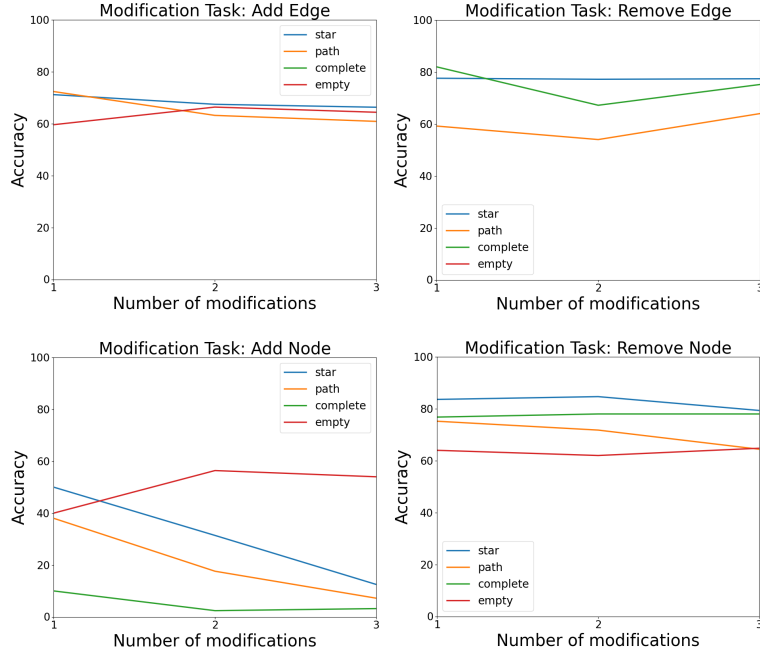 Modification Task: Add Edge
100
80
60
40
20
0
Accuracy
star
path
complete
empty
1
2
3
Number of modifications
Modification Task: Remove Edge
100
80
60
40
20
0
Accuracy
star
path
complete
empty
1
2
3
Number of modifications
Modification Task: Add Node
100
80
60
40
20
0
Accuracy
star
path
complete
empty
1
2
3
Number of modifications
Modification Task: Remove Node
100
80
60
40
20
0
Accuracy
star
path
complete
empty
1
2
3
Number of modifications